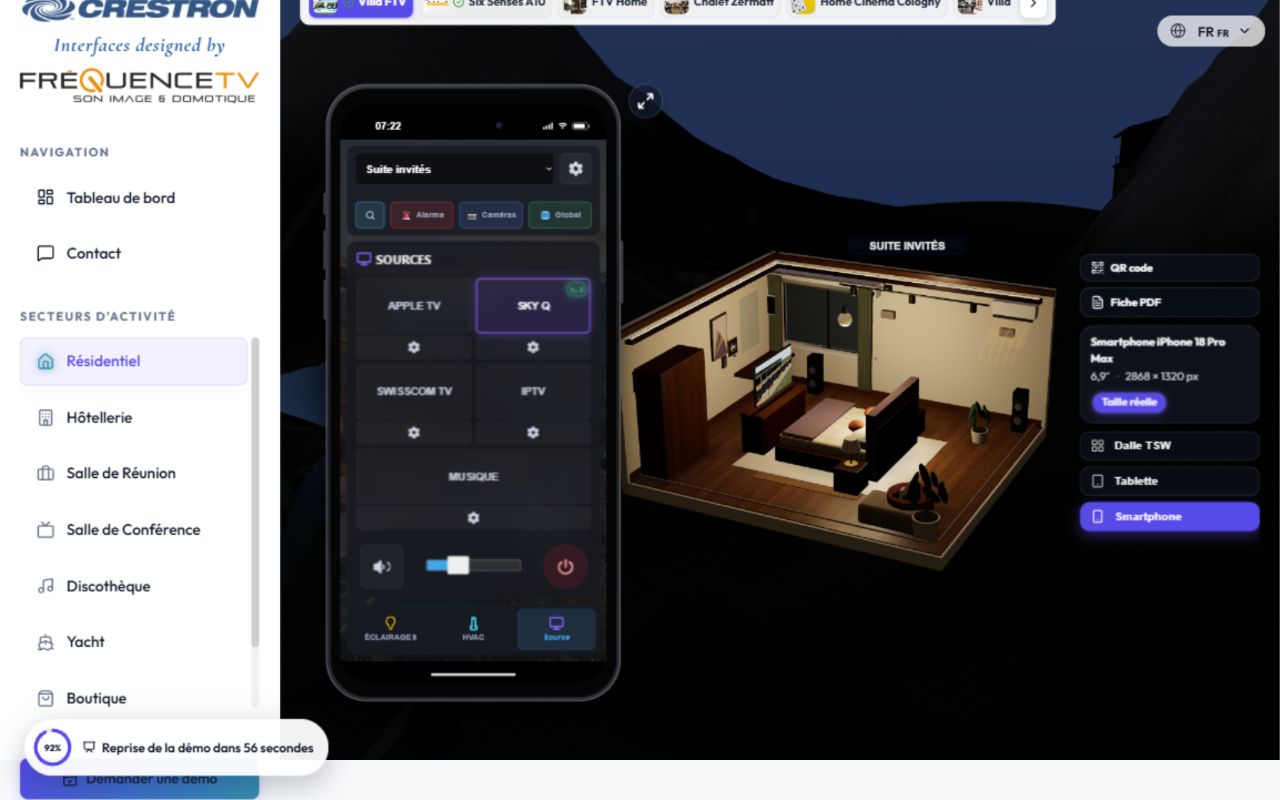 CRESTRON
Interfaces designed by
FRÉQUENCETV
SON IMAGE & DOMOTIQUE
NAVIGATION
Tableau de bord
Contact
SECTEURS D'ACTIVITÉ
Résidentiel
Hôtellerie
Salle de Réunion
Salle de Conférence
Discothèque
Yacht
Boutique
92%
Reprise de la démo dans 56 secondes
Demander une démo
Villa FTV
Six Senses A10
FTV Home
Chalet Zermatt
Home Cinema Cologny
Villa
FR FR
07:22
Suite invités
Alarme
Caméras
Global
SOURCES
APPLE TV
SKY Q
SWISSCOM TV
IPTV
MUSIQUE
ÉCLAIRAGES
HVAC
Source
SUITE INVITÉS
QR code
Fiche PDF
Smartphone iPhone 18 Pro
Max
6,9" · 2868 × 1320 px
Taille réelle
Dalle TSW
Tablette
Smartphone